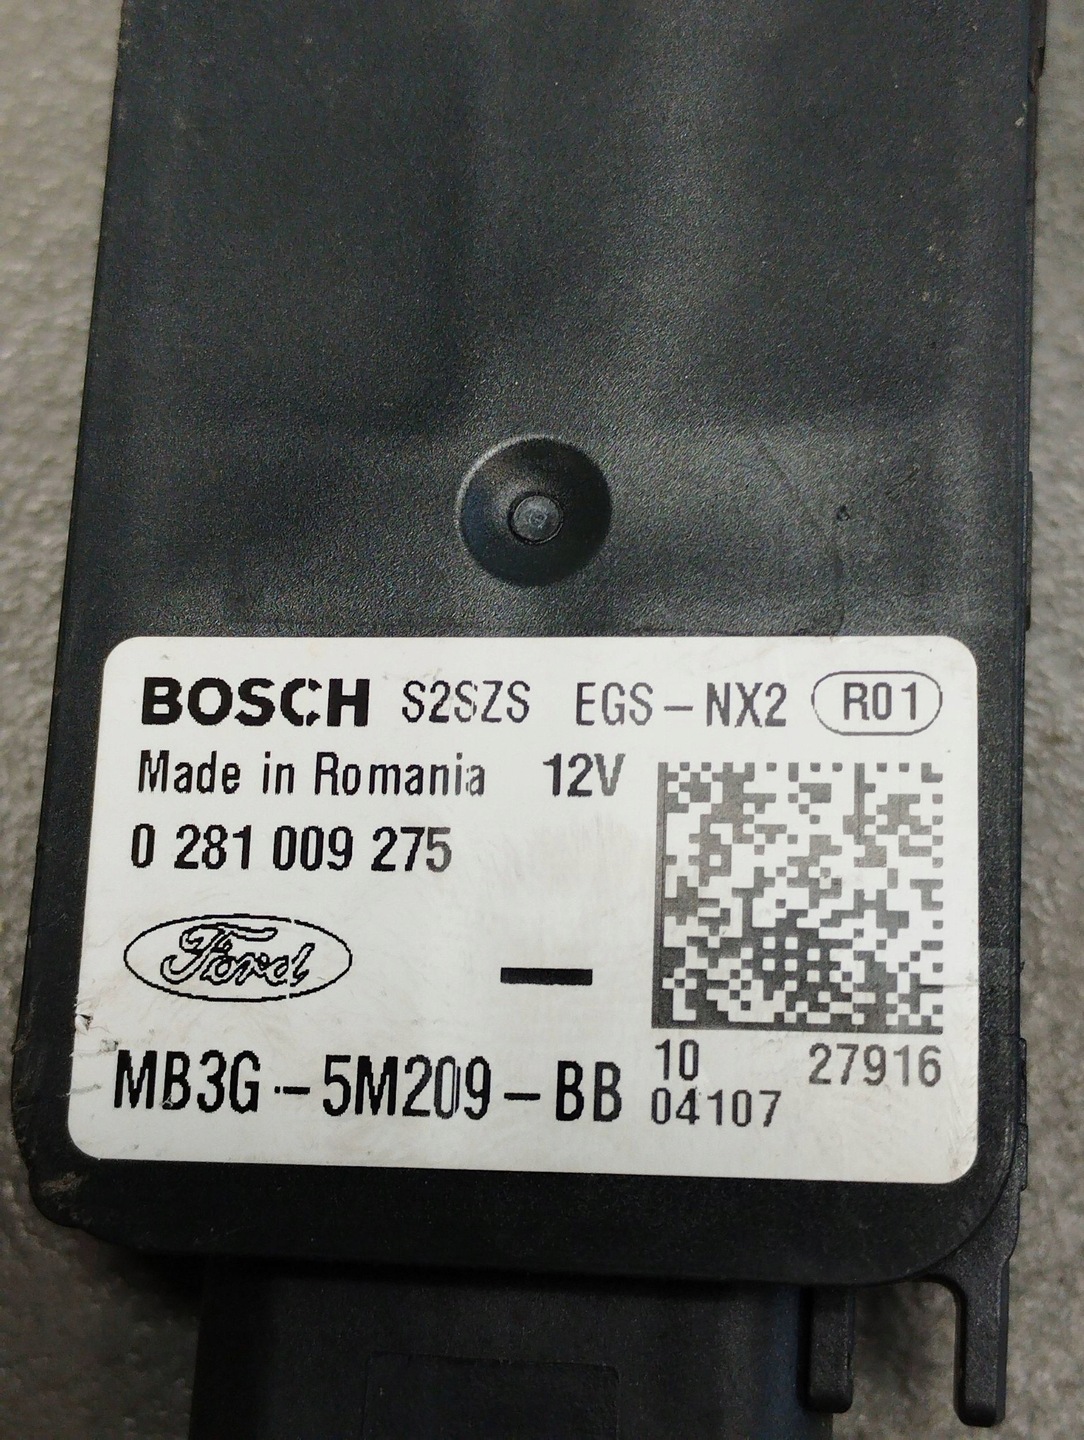 BOSCH S2SZS EGS-NX2 R01
Made in Romania 12V
0 281 009 275
Ford
MB3G-5M209-BB
10 27916
04107